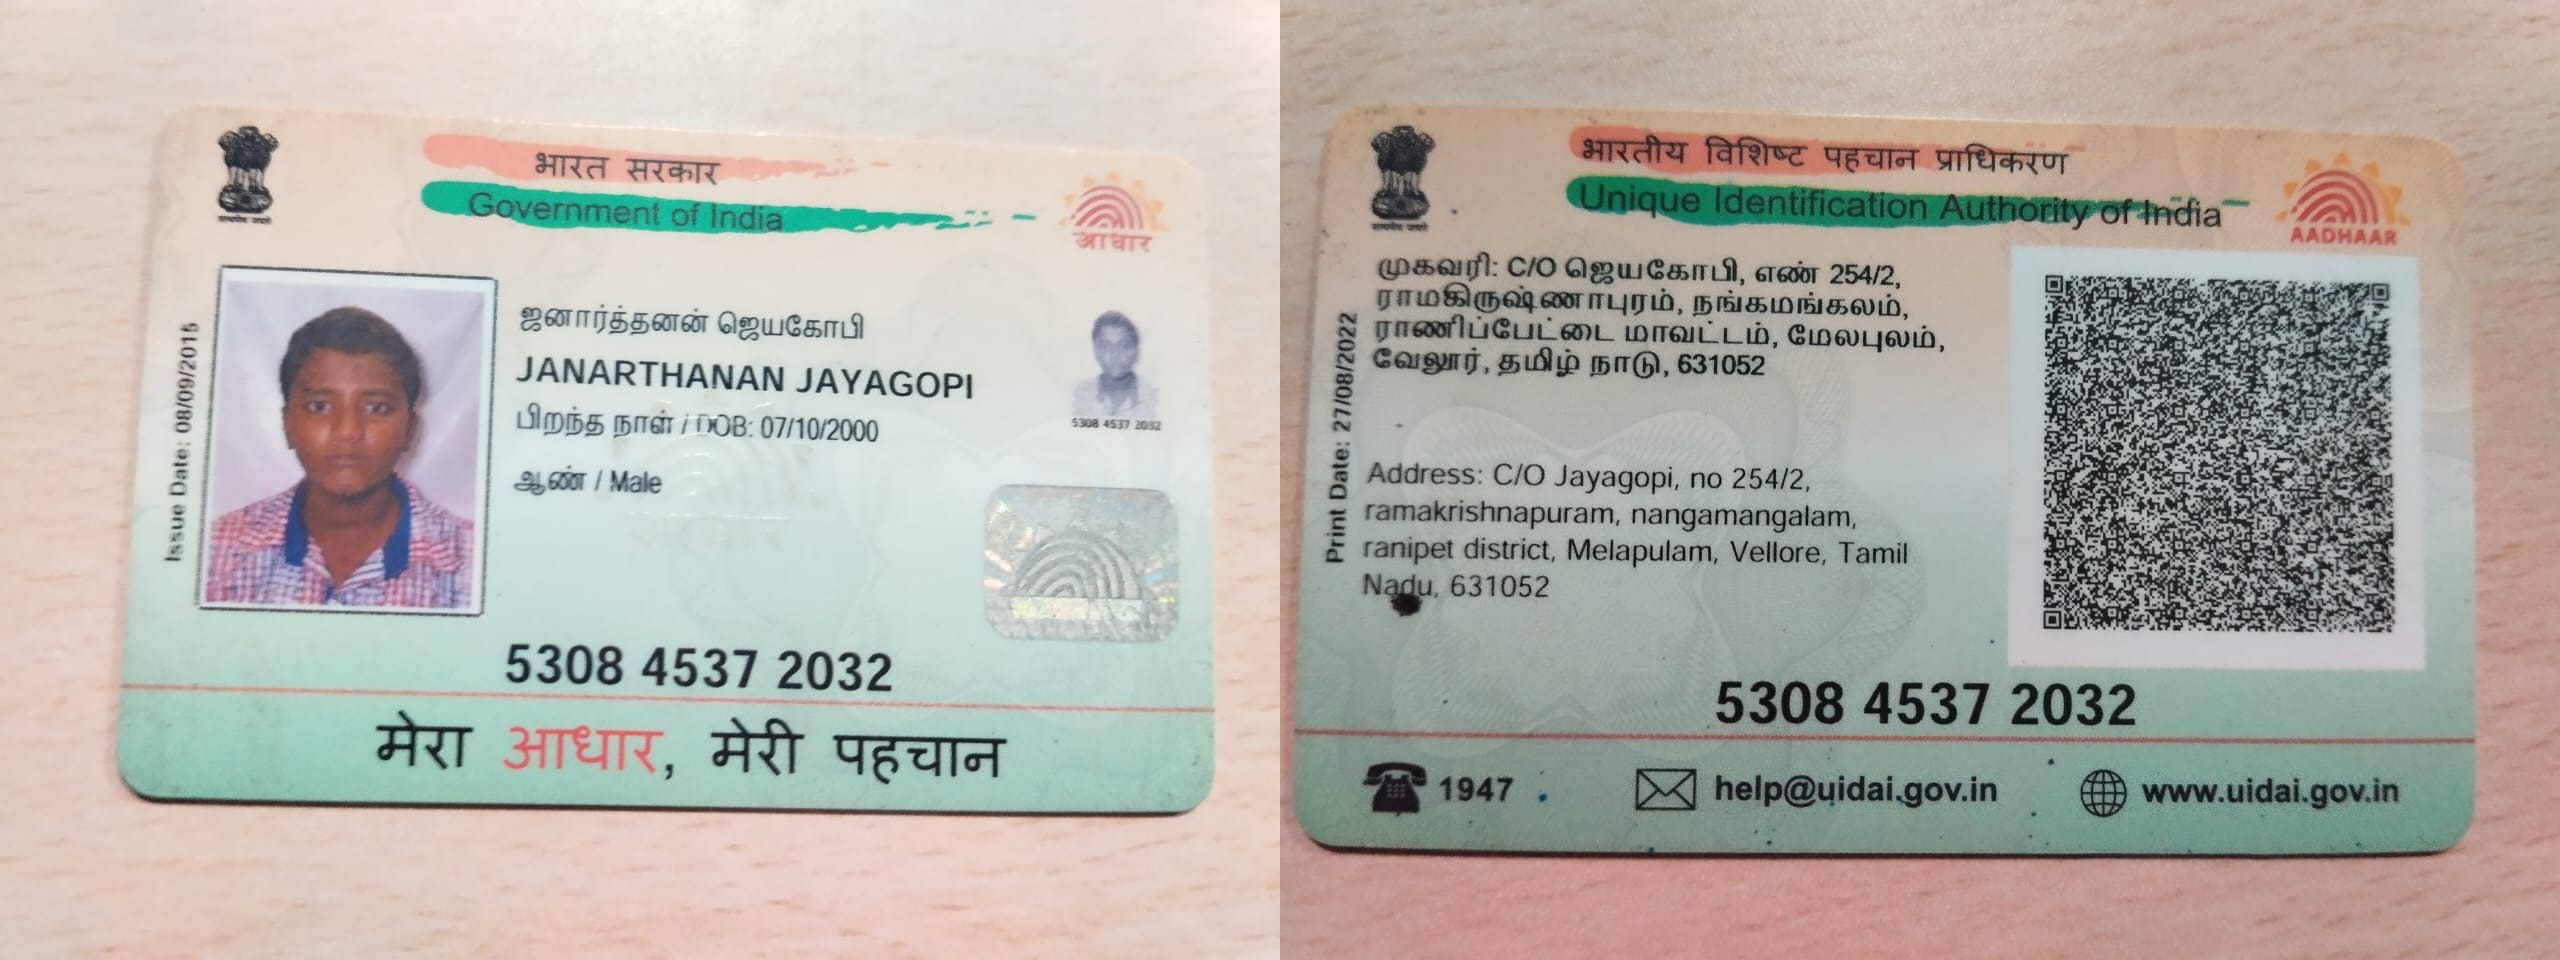 भारत सरकार
Government of India
आधार
Issue Date: 08/09/2015
ஜனார்த்தனன் ஜெயகோபி
JANARTHANAN JAYAGOPI
பிறந்த நாள் / DOB: 07/10/2000
ஆண் / Male
5308 4537 2032
5308 4537 2032
मेरा आधार, मेरी पहचान
भारतीय विशिष्ट पहचान प्राधिकरण
Unique Identification Authority of India
AADHAAR
Print Date: 27/08/2022
முகவரி: C/O ஜெயகோபி, எண் 254/2,
ராமகிருஷ்ணாபுரம், நங்கமங்கலம்,
ராணிப்பேட்டை மாவட்டம், மேலபுலம்,
வேலூர், தமிழ் நாடு, 631052
Address: C/O Jayagopi, no 254/2,
ramakrishnapuram, nangamangalam,
ranipet district, Melapulam, Vellore, Tamil
Nadu, 631052
5308 4537 2032
1947
help@uidai.gov.in
www.uidai.gov.in